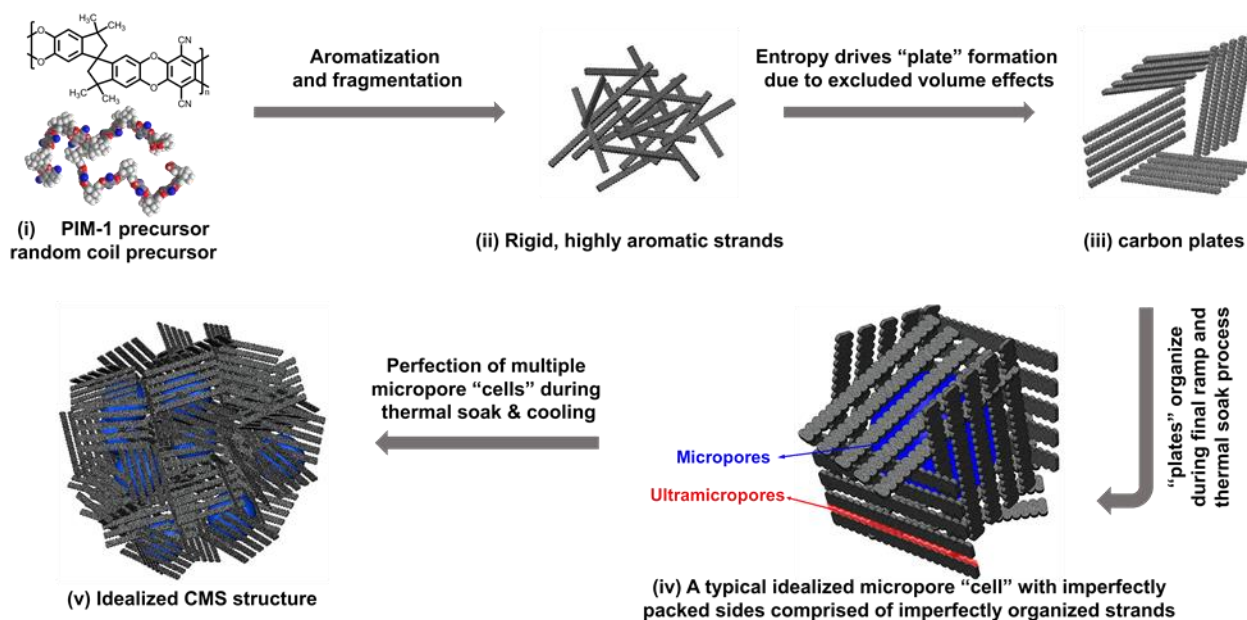 H₃C
CH₃
CN
O
O
O
O
n
H₃C
CH₃
CN
Aromatization
and fragmentation
Entropy drives “plate” formation
due to excluded volume effects
(i) PIM-1 precursor
random coil precursor
(ii) Rigid, highly aromatic strands
(iii) carbon plates
“plates” organize
during final ramp and
thermal soak process
Perfection of multiple
micropore “cells” during
thermal soak & cooling
Micropores
Ultramicropores
(iv) A typical idealized micropore “cell” with imperfectly
packed sides comprised of imperfectly organized strands
(v) Idealized CMS structure